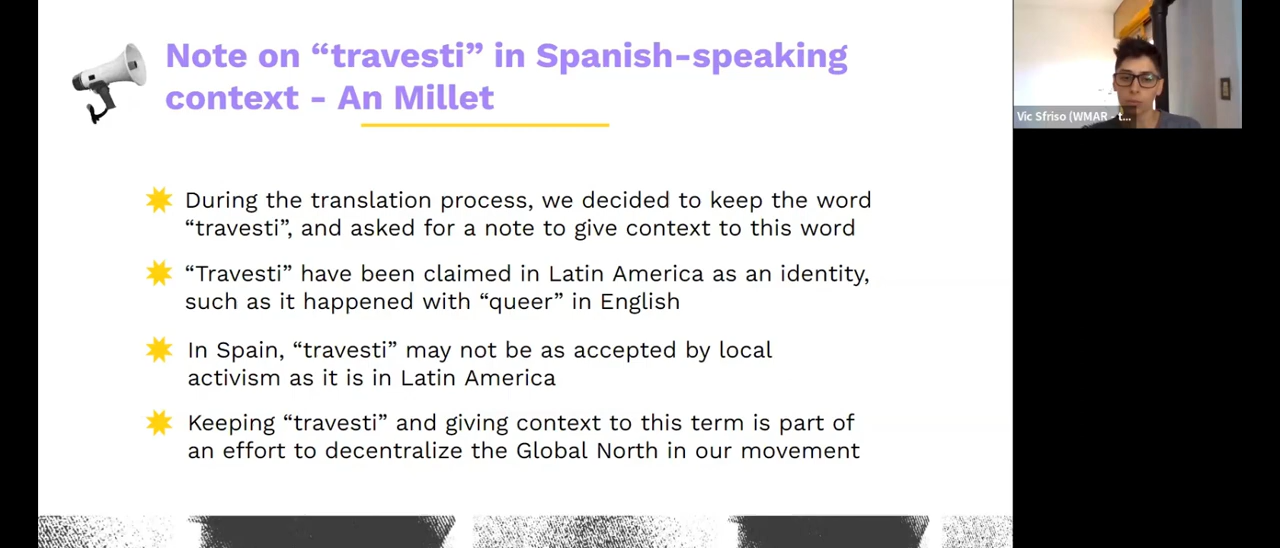 Note on “travesti” in Spanish-speaking
context - An Millet
During the translation process, we decided to keep the word
“travesti”, and asked for a note to give context to this word
“Travesti” have been claimed in Latin America as an identity,
such as it happened with “queer” in English
In Spain, “travesti” may not be as accepted by local
activism as it is in Latin America
Keeping “travesti” and giving context to this term is part of
an effort to decentralize the Global North in our movement
Vic Sfriso (WMAR - t...